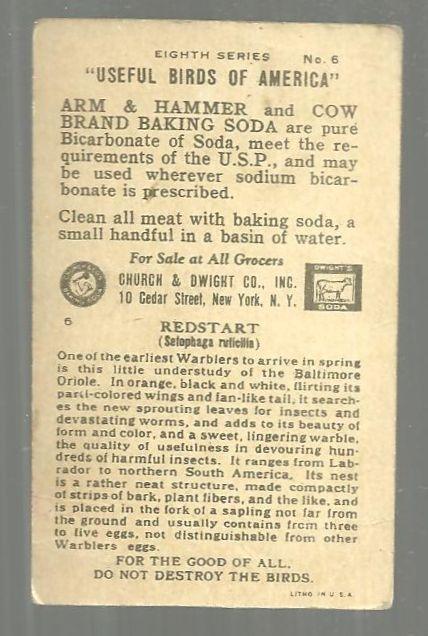 EIGHTH SERIES No. 6
"USEFUL BIRDS OF AMERICA"
ARM & HAMMER and COW
BRAND BAKING SODA are pure
Bicarbonate of Soda, meet the re-
quirements of the U.S.P., and may
be used wherever sodium bicar-
bonate is prescribed.
Clean all meat with baking soda, a
small handful in a basin of water.
For Sale at All Grocers
CHURCH & DWIGHT CO., INC.
10 Cedar Street, New York, N. Y.
DWIGHT'S
SODA
6
REDSTART
(Setophaga ruticilla)
One of the earliest Warblers to arrive in spring
is this little understudy of the Baltimore
Oriole. In orange, black and white, flirting its
parti-colored wings and fan-like tail, it search-
es the new sprouting leaves for insects and
devastating worms, and adds to its beauty of
form and color, and a sweet, lingering warble,
the quality of usefulness in devouring hun-
dreds of harmful insects. It ranges from Lab-
rador to northern South America. Its nest
is a rather neat structure, made compactly
of strips of bark, plant fibers, and the like, and
is placed in the fork of a sapling not far from
the ground and usually contains from three
to five eggs, not distinguishable from other
Warblers eggs.
FOR THE GOOD OF ALL,
DO NOT DESTROY THE BIRDS.
LITHO IN U.S.A.